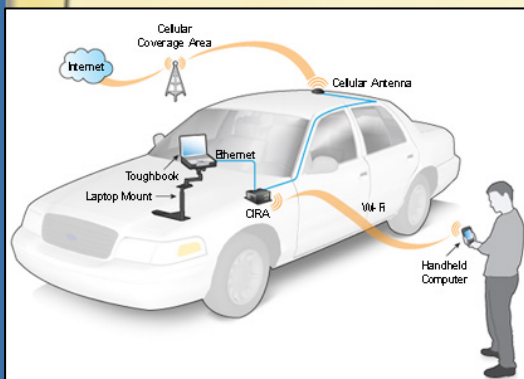 Cellular
Coverage Area
Internet
Cellular Antenna
Ethernet
Toughbook
Laptop Mount
CIRA
Wi-Fi
Handheld
Computer